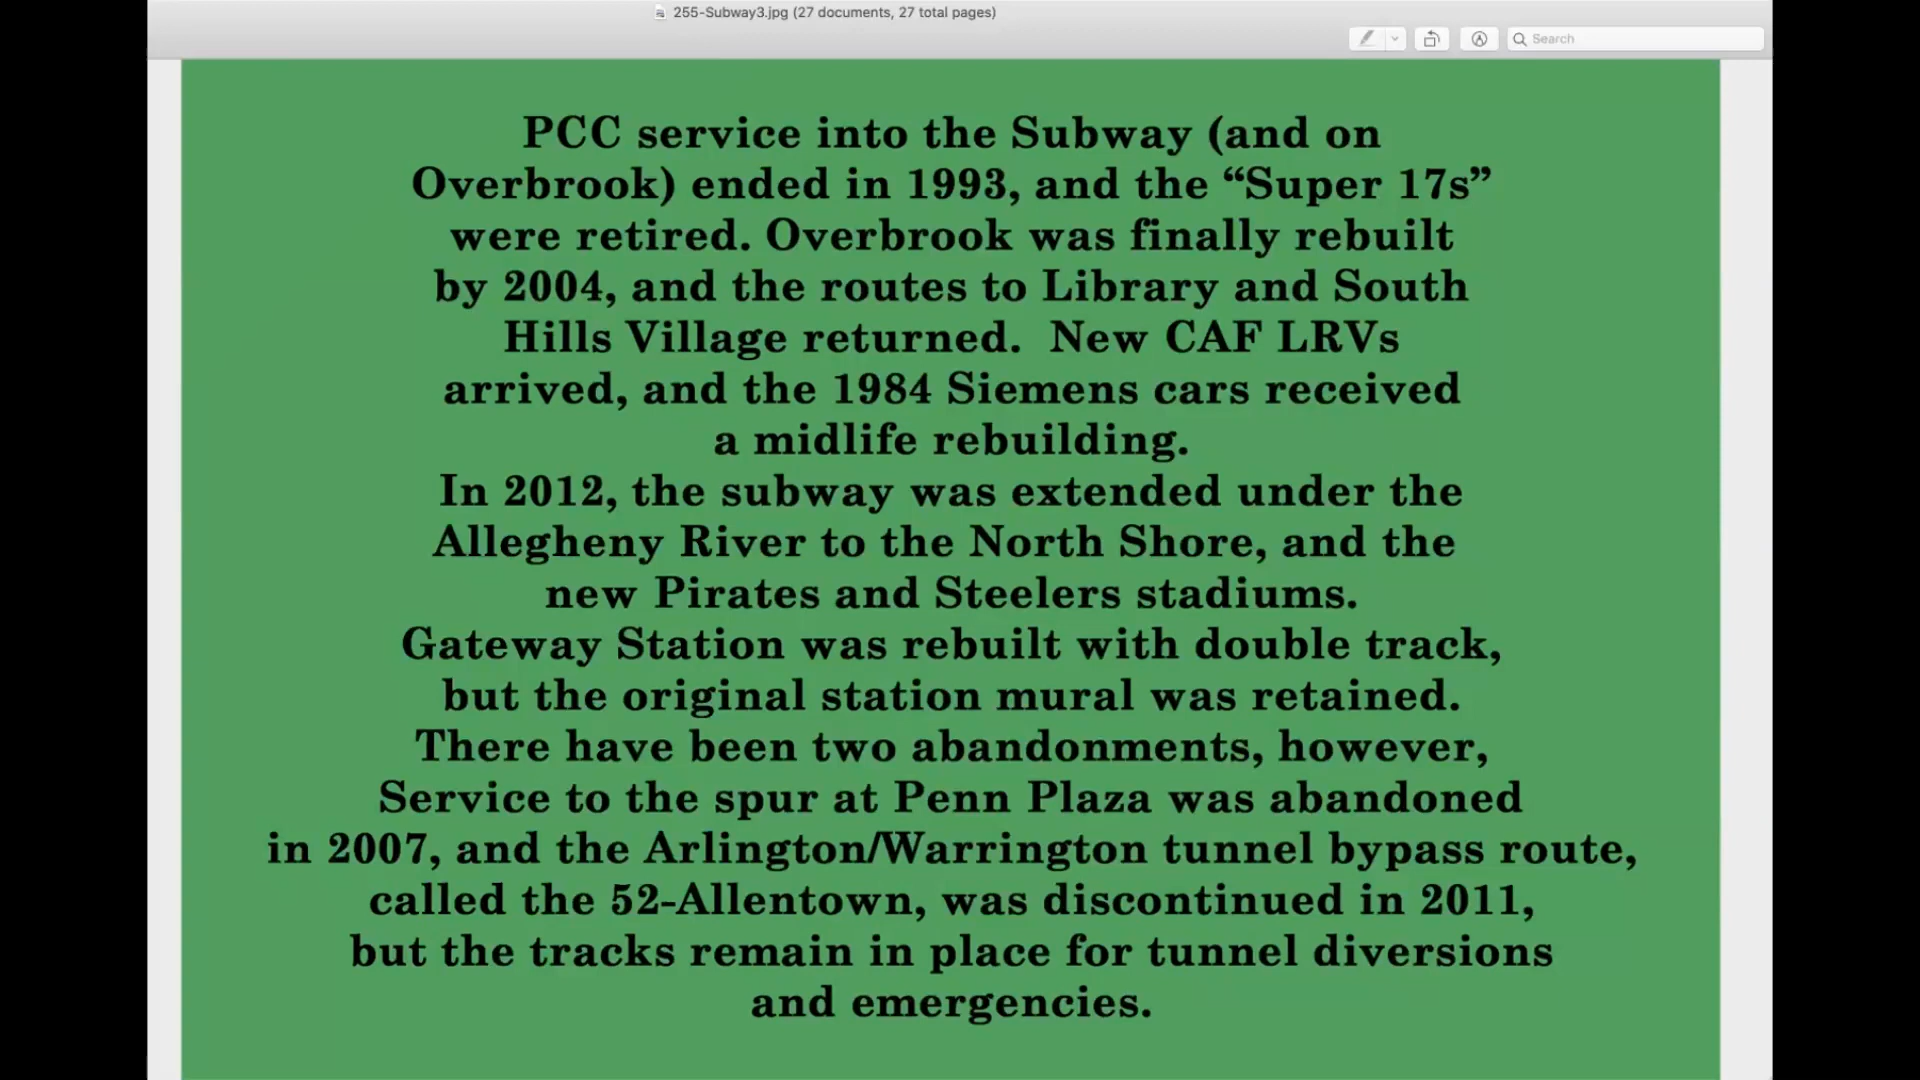 255-Subway3.jpg (27 documents, 27 total pages)
Search
PCC service into the Subway (and on
Overbrook) ended in 1993, and the “Super 17s”
were retired. Overbrook was finally rebuilt
by 2004, and the routes to Library and South
Hills Village returned.  New CAF LRVs
arrived, and the 1984 Siemens cars received
a midlife rebuilding.
In 2012, the subway was extended under the
Allegheny River to the North Shore, and the
new Pirates and Steelers stadiums.
Gateway Station was rebuilt with double track,
but the original station mural was retained.
There have been two abandonments, however,
Service to the spur at Penn Plaza was abandoned
in 2007, and the Arlington/Warrington tunnel bypass route,
called the 52-Allentown, was discontinued in 2011,
but the tracks remain in place for tunnel diversions
and emergencies.